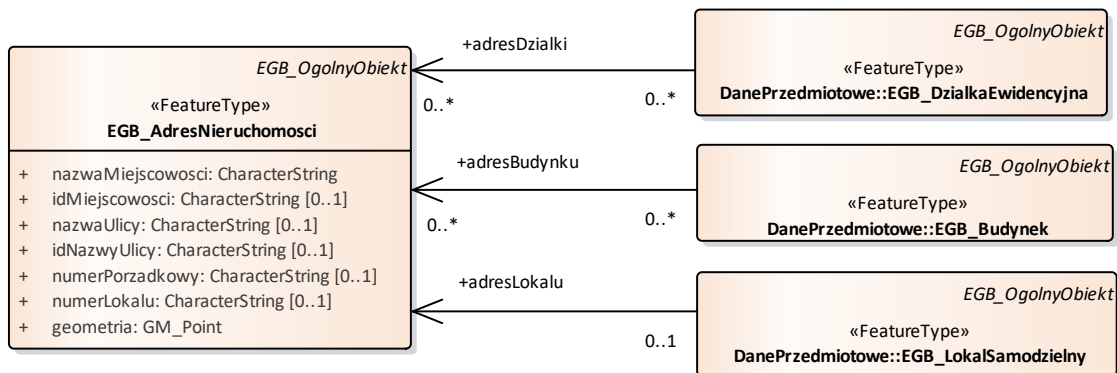 EGB_OgolnyObiekt
«FeatureType»
EGB_AdresNieruchomosci
+ nazwaMiejscowosci: CharacterString
+ idMiejscowosci: CharacterString [0..1]
+ nazwaUlicy: CharacterString [0..1]
+ idNazwyUlicy: CharacterString [0..1]
+ numerPorzadkowy: CharacterString [0..1]
+ numerLokalu: CharacterString [0..1]
+ geometria: GM_Point
+adresDzialki
0..*
0..*
EGB_OgolnyObiekt
«FeatureType»
DanePrzedmiotowe::EGB_DzialkaEwidencyjna
+adresBudynku
0..*
0..*
EGB_OgolnyObiekt
«FeatureType»
DanePrzedmiotowe::EGB_Budynek
+adresLokalu
0..1
EGB_OgolnyObiekt
«FeatureType»
DanePrzedmiotowe::EGB_LokalSamodzielny